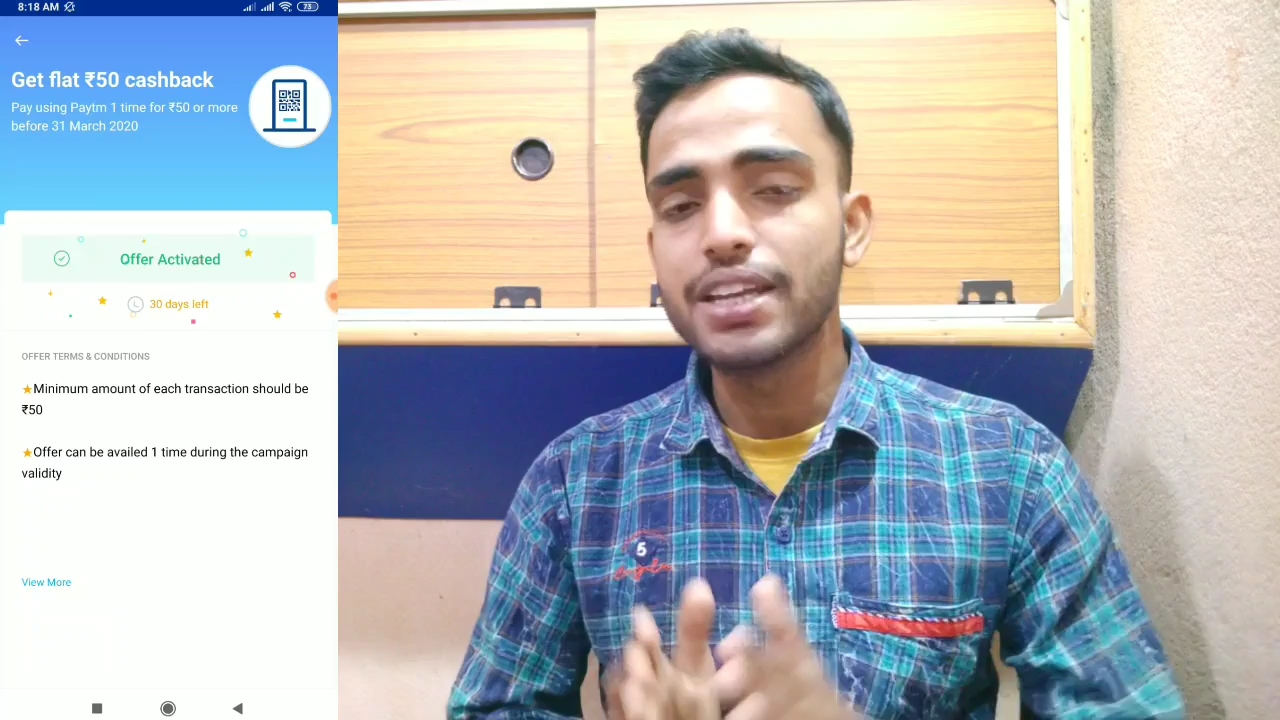 8:18 AM
73
Get flat ₹50 cashback
Pay using Paytm 1 time for ₹50 or more
before 31 March 2020
Offer Activated
30 days left
OFFER TERMS & CONDITIONS
★Minimum amount of each transaction should be
₹50
★Offer can be availed 1 time during the campaign
validity
View More
5